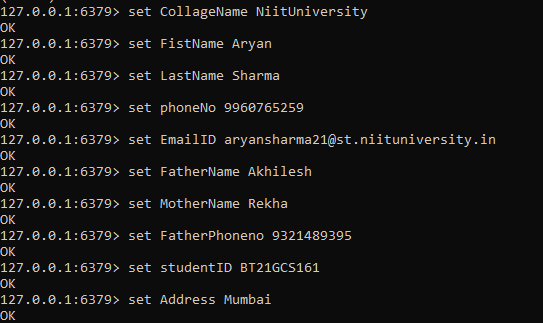 127.0.0.1:6379> set CollageName NiitUniversity
OK
127.0.0.1:6379> set FistName Aryan
OK
127.0.0.1:6379> set LastName Sharma
OK
127.0.0.1:6379> set phoneNo 9960765259
OK
127.0.0.1:6379> set EmailID aryansharma21@st.niituniversity.in
OK
127.0.0.1:6379> set FatherName Akhilesh
OK
127.0.0.1:6379> set MotherName Rekha
OK
127.0.0.1:6379> set FatherPhoneno 9321489395
OK
127.0.0.1:6379> set studentID BT21GCS161
OK
127.0.0.1:6379> set Address Mumbai
OK